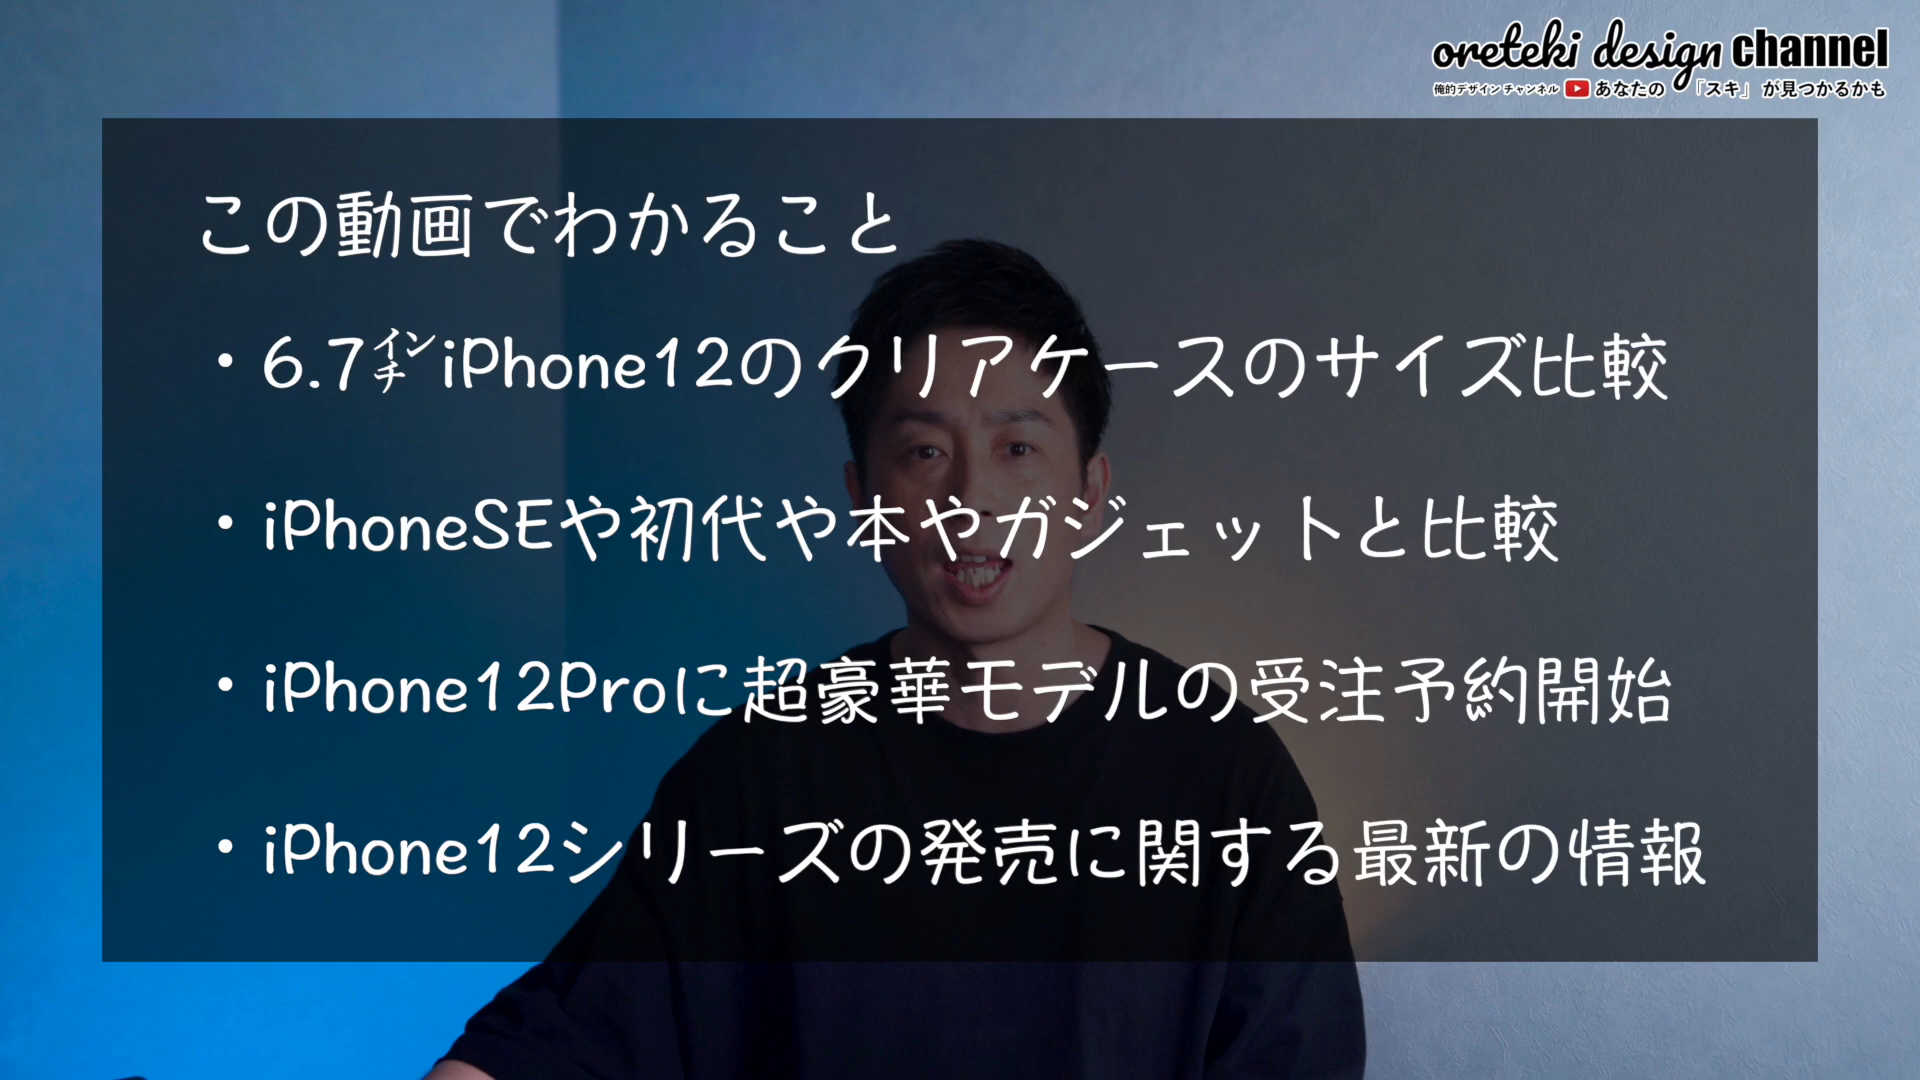 oreteki design channel
俺的デザインチャンネル あなたの「スキ」が見つかるかも
この動画でわかること
・6.7㌅iPhone12のクリアケースのサイズ比較
・iPhoneSEや初代や本やガジェットと比較
・iPhone12Proに超豪華モデルの受注予約開始
・iPhone12シリーズの発売に関する最新の情報